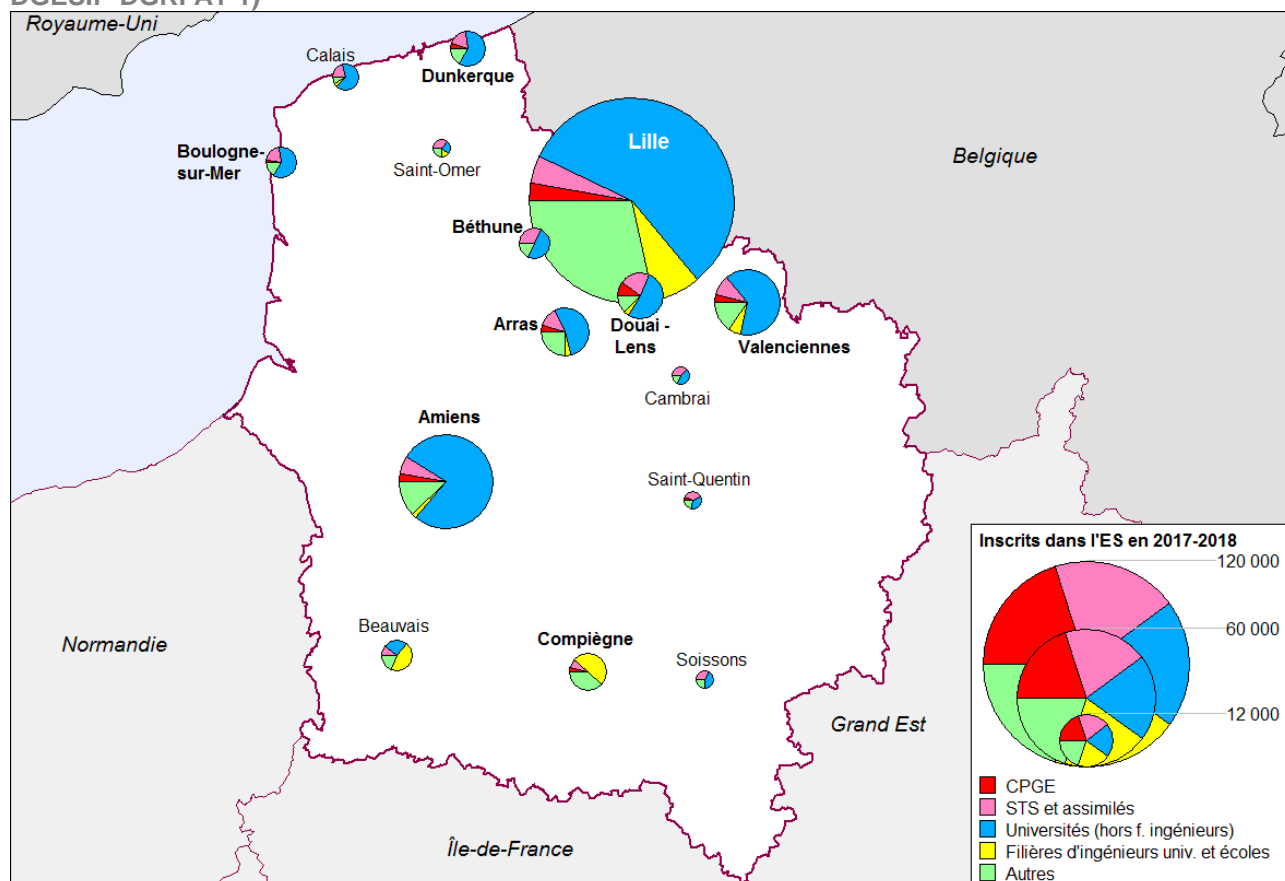 Royaume-Uni
Calais
Dunkerque
Boulogne-
sur-Mer
Saint-Omer
Lille
Belgique
Béthune
Arras
Douai -
Lens
Valenciennes
Cambrai
Amiens
Saint-Quentin
Beauvais
Compiègne
Soissons
Normandie
Grand Est
Île-de-France
Inscrits dans l'ES en 2017-2018
120 000
60 000
12 000
CPGE
STS et assimilés
Universités (hors f. ingénieurs)
Filières d'ingénieurs univ. et écoles
Autres